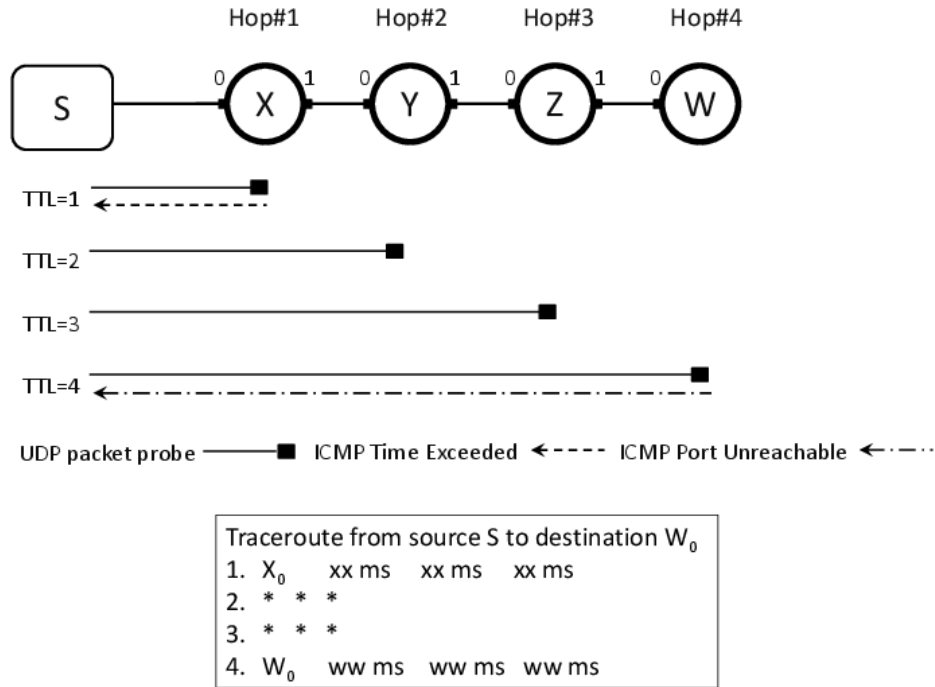 Hop#1 Hop#2 Hop#3 Hop#4
S 0 X 1 0 Y 1 0 Z 1 0 W
TTL=1
TTL=2
TTL=3
TTL=4
UDP packet probe ICMP Time Exceeded ICMP Port Unreachable
Traceroute from source S to destination W₀
1. X₀ xx ms xx ms xx ms
2. * * *
3. * * *
4. W₀ ww ms ww ms ww ms